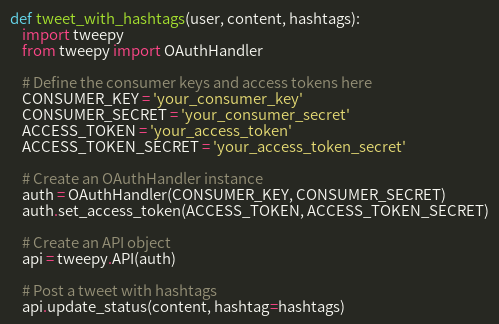 def tweet_with_hashtags(user, content, hashtags):
import tweepy
from tweepy import OAuthHandler
# Define the consumer keys and access tokens here
CONSUMER_KEY = 'your_consumer_key'
CONSUMER_SECRET = 'your_consumer_secret'
ACCESS_TOKEN = 'your_access_token'
ACCESS_TOKEN_SECRET = 'your_access_token_secret'
# Create an OAuthHandler instance
auth = OAuthHandler(CONSUMER_KEY, CONSUMER_SECRET)
auth.set_access_token(ACCESS_TOKEN, ACCESS_TOKEN_SECRET)
# Create an API object
api = tweepy.API(auth)
# Post a tweet with hashtags
api.update_status(content, hashtag=hashtags)